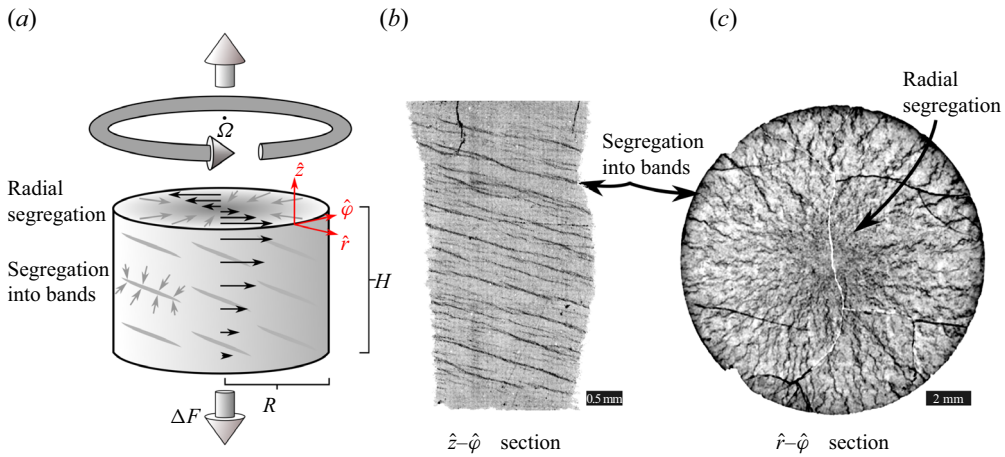 (a)
Ω̇
ẑ
φ̂
r̂
Radial
segregation
Segregation
into bands
H
R
ΔF
(b)
Segregation
into bands
0.5 mm
ẑ–φ̂ section
(c)
Radial
segregation
2 mm
r̂–φ̂ section